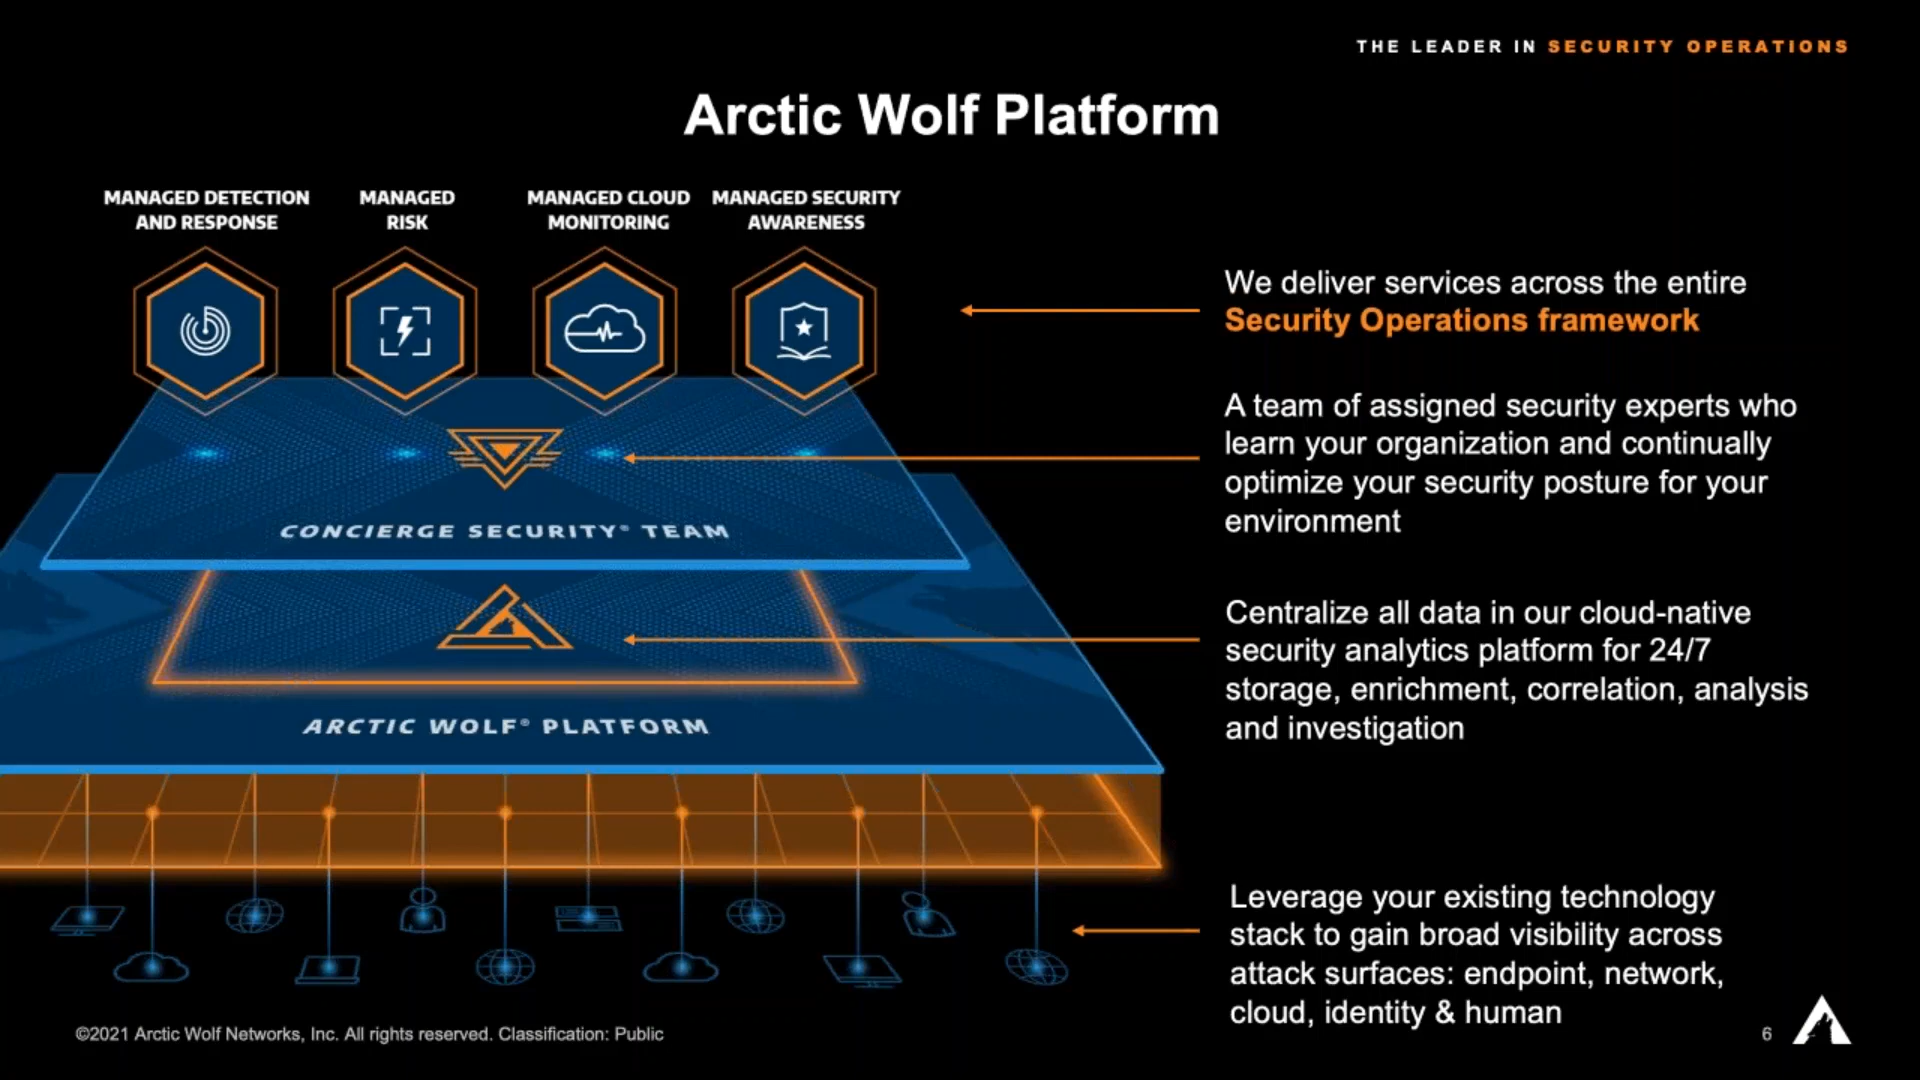 THE LEADER IN SECURITY OPERATIONS
Arctic Wolf Platform
MANAGED DETECTION
AND RESPONSE
MANAGED
RISK
MANAGED CLOUD
MONITORING
MANAGED SECURITY
AWARENESS
We deliver services across the entire
Security Operations framework
A team of assigned security experts who
learn your organization and continually
optimize your security posture for your
environment
CONCIERGE SECURITY® TEAM
Centralize all data in our cloud-native
security analytics platform for 24/7
storage, enrichment, correlation, analysis
and investigation
ARCTIC WOLF® PLATFORM
Leverage your existing technology
stack to gain broad visibility across
attack surfaces: endpoint, network,
cloud, identity & human
©2021 Arctic Wolf Networks, Inc. All rights reserved. Classification: Public
6